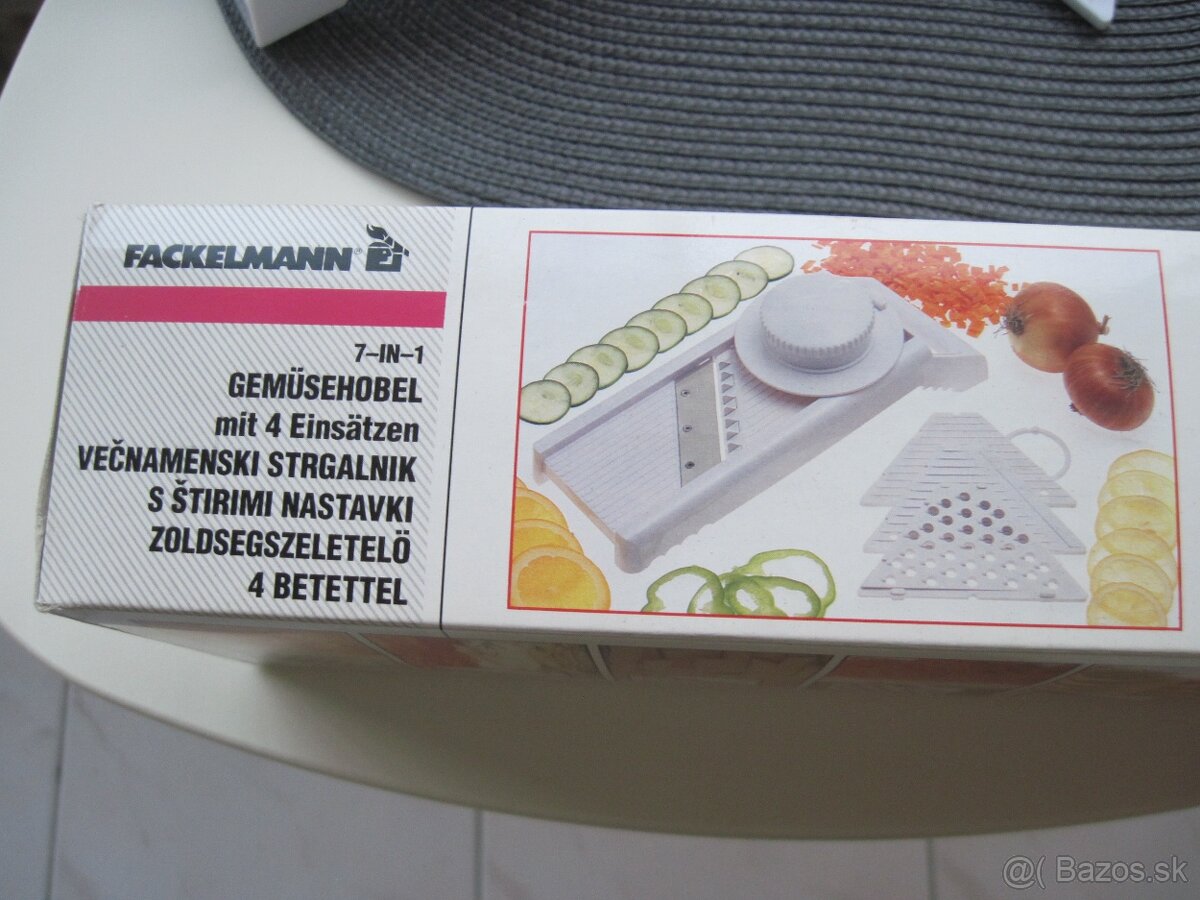 FACKELMANN®
7-IN-1
GEMÜSEHOBEL
mit 4 Einsätzen
VEČNAMENSKI STRGALNIK
S ŠTIRIMI NASTAVKI
ZOLDSEGSZELETELÖ
4 BETETTEL
@( Bazos.sk